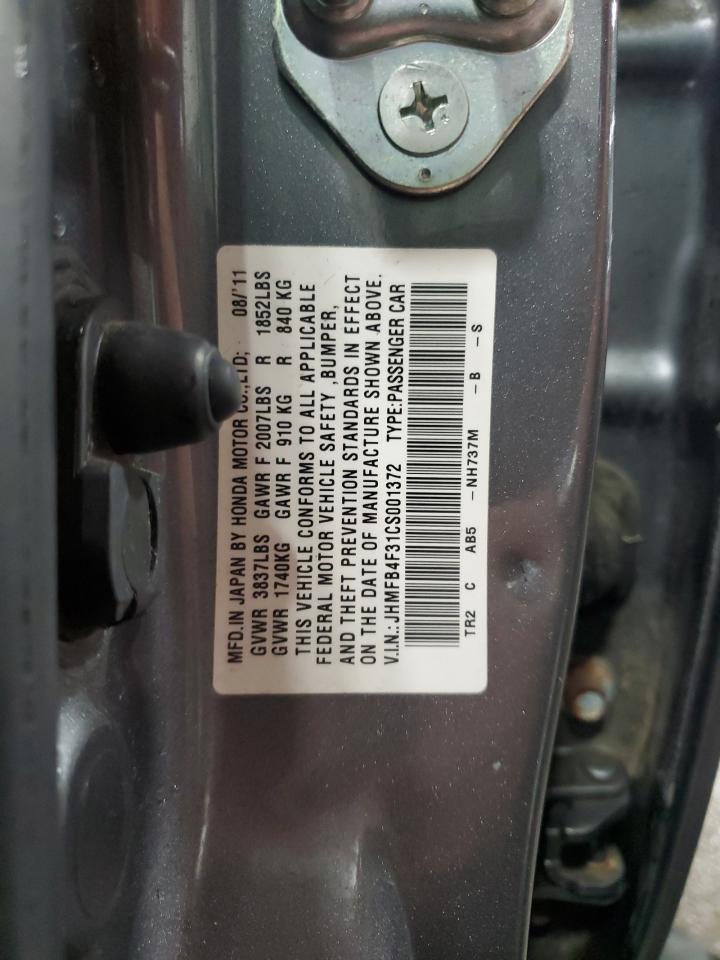 MFD.IN JAPAN BY HONDA MOTOR CO.,LTD; 08/'11
GVWR 3837LBS GAWR F 2007LBS R 1852LBS
GVWR 1740KG GAWR F 910 KG R 840 KG
THIS VEHICLE CONFORMS TO ALL APPLICABLE
FEDERAL MOTOR VEHICLE SAFETY ,BUMPER,
AND THEFT PREVENTION STANDARDS IN EFFECT
ON THE DATE OF MANUFACTURE SHOWN ABOVE.
V.I.N.:JHMFB4F31CS001372 TYPE:PASSENGER CAR
TR2 C AB5 -NH737M -B -S